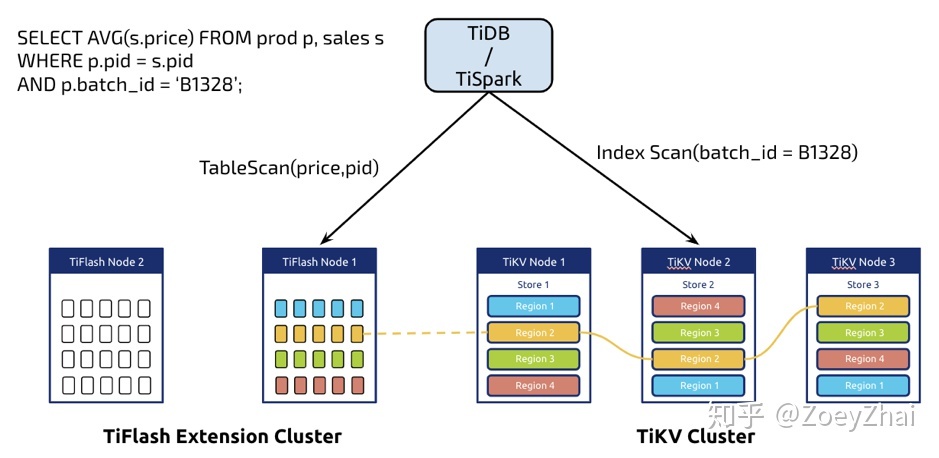 SELECT AVG(s.price) FROM prod p, sales s
WHERE p.pid = s.pid
AND p.batch_id = ‘B1328’;
TiDB
/
TiSpark
TableScan(price,pid)
Index Scan(batch_id = B1328)
TiFlash Node 2
TiFlash Node 1
TiKV Node 1
Store 1
Region 1
Region 2
Region 3
Region 4
TiKV Node 2
Store 2
Region 4
Region 3
Region 2
Region 1
TiKV Node 3
Store 3
Region 2
Region 3
Region 4
Region 1
TiFlash Extension Cluster
TiKV Cluster
知乎 @ZoeyZhai